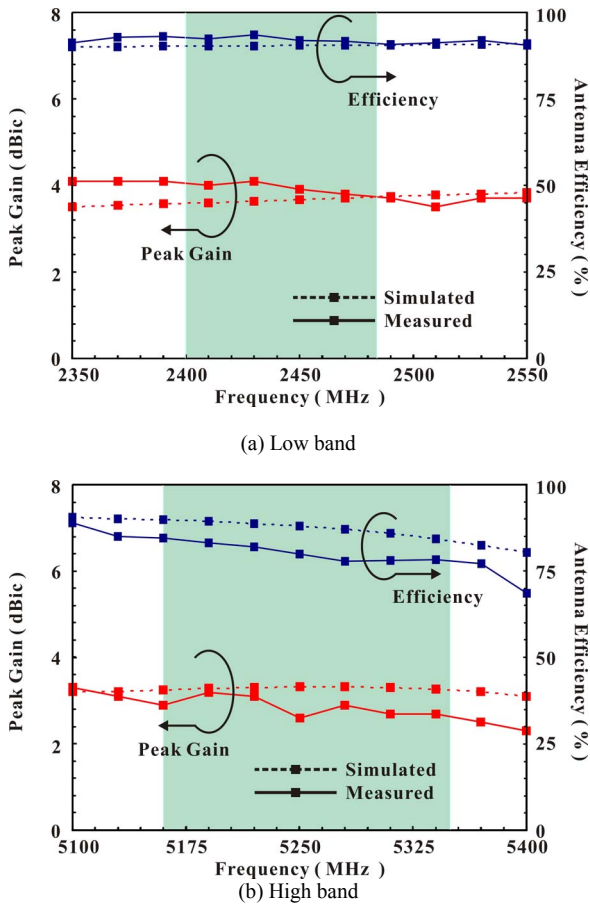 8
100
Efficiency
6
75
Peak Gain ( dBic )
Antenna Efficiency ( % )
4
50
Peak Gain
2
25
Simulated
Measured
0
0
2350
2400
2450
2500
2550
Frequency ( MHz )
(a) Low band
8
100
6
75
Efficiency
Peak Gain ( dBic )
Antenna Efficiency ( % )
4
50
Peak Gain
2
25
Simulated
Measured
0
0
5100
5175
5250
5325
5400
Frequency ( MHz )
(b) High band